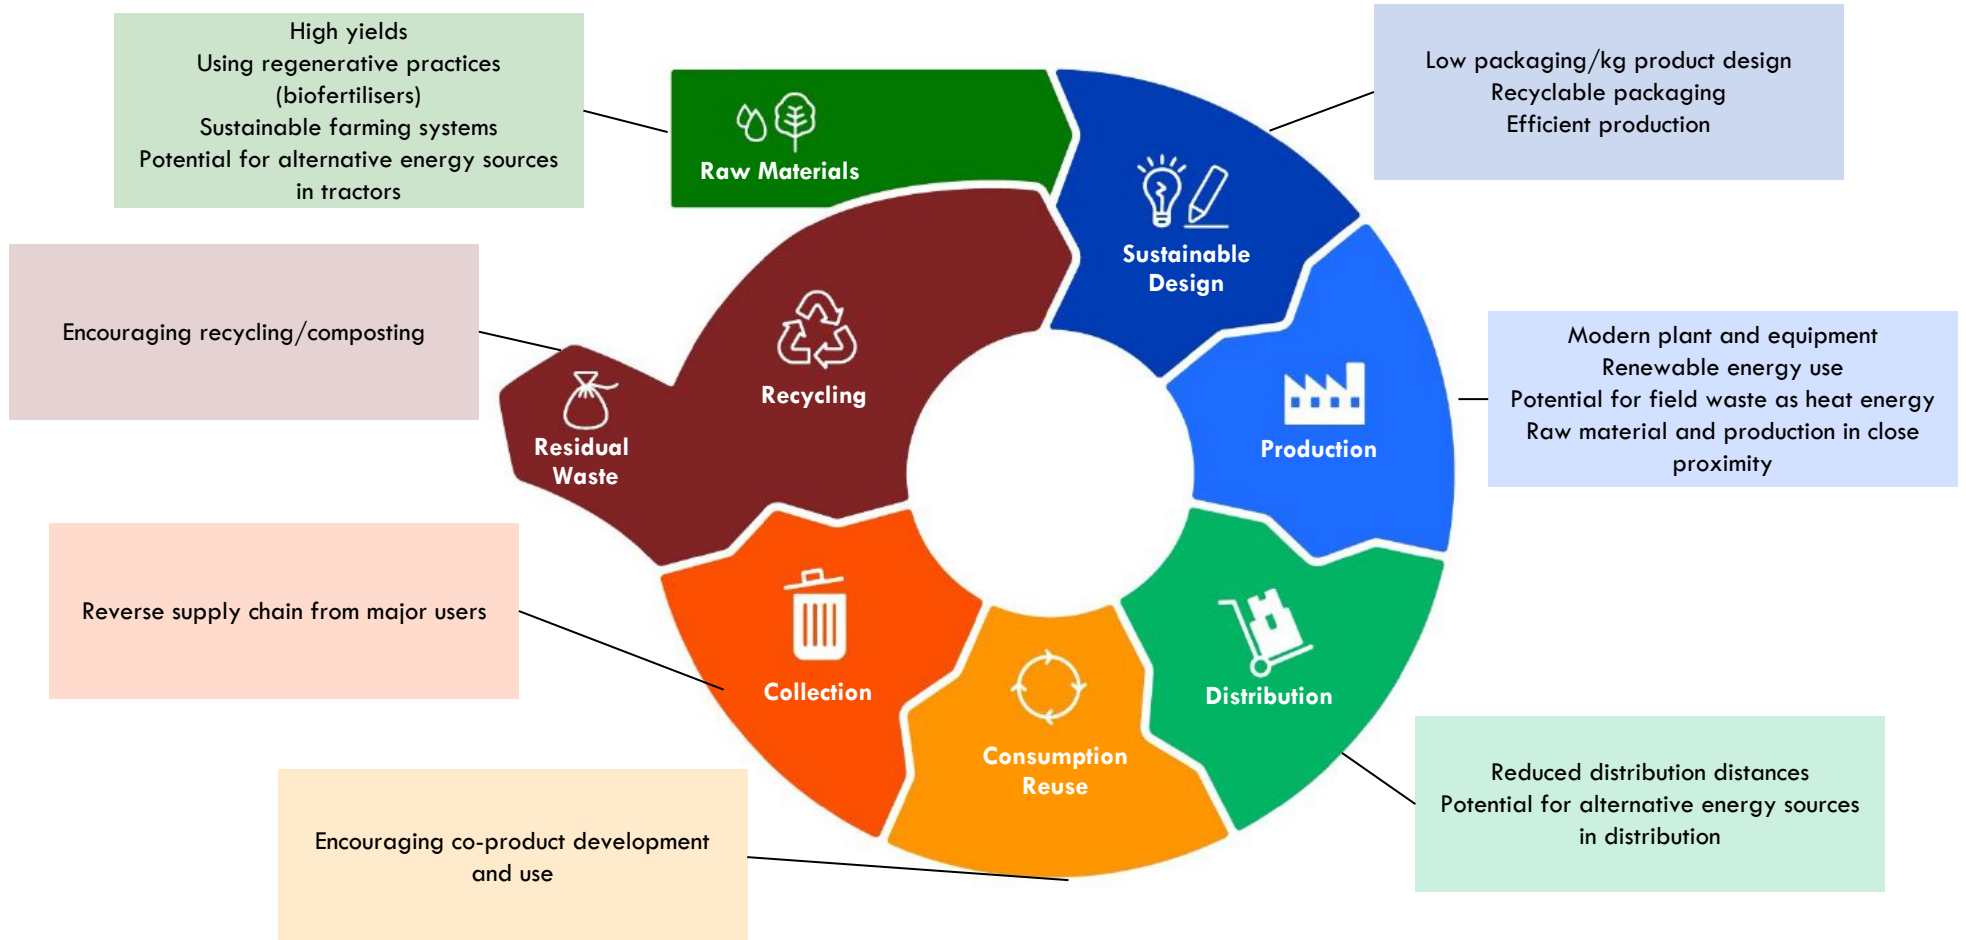 High yields
Using regenerative practices
(biofertilisers)
Sustainable farming systems
Potential for alternative energy sources
in tractors
Low packaging/kg product design
Recyclable packaging
Efficient production
Raw Materials
Sustainable
Design
Encouraging recycling/composting
Recycling
Residual
Waste
Production
Modern plant and equipment
Renewable energy use
Potential for field waste as heat energy
Raw material and production in close
proximity
Reverse supply chain from major users
Collection
Consumption
Reuse
Distribution
Reduced distribution distances
Potential for alternative energy sources
in distribution
Encouraging co-product development
and use